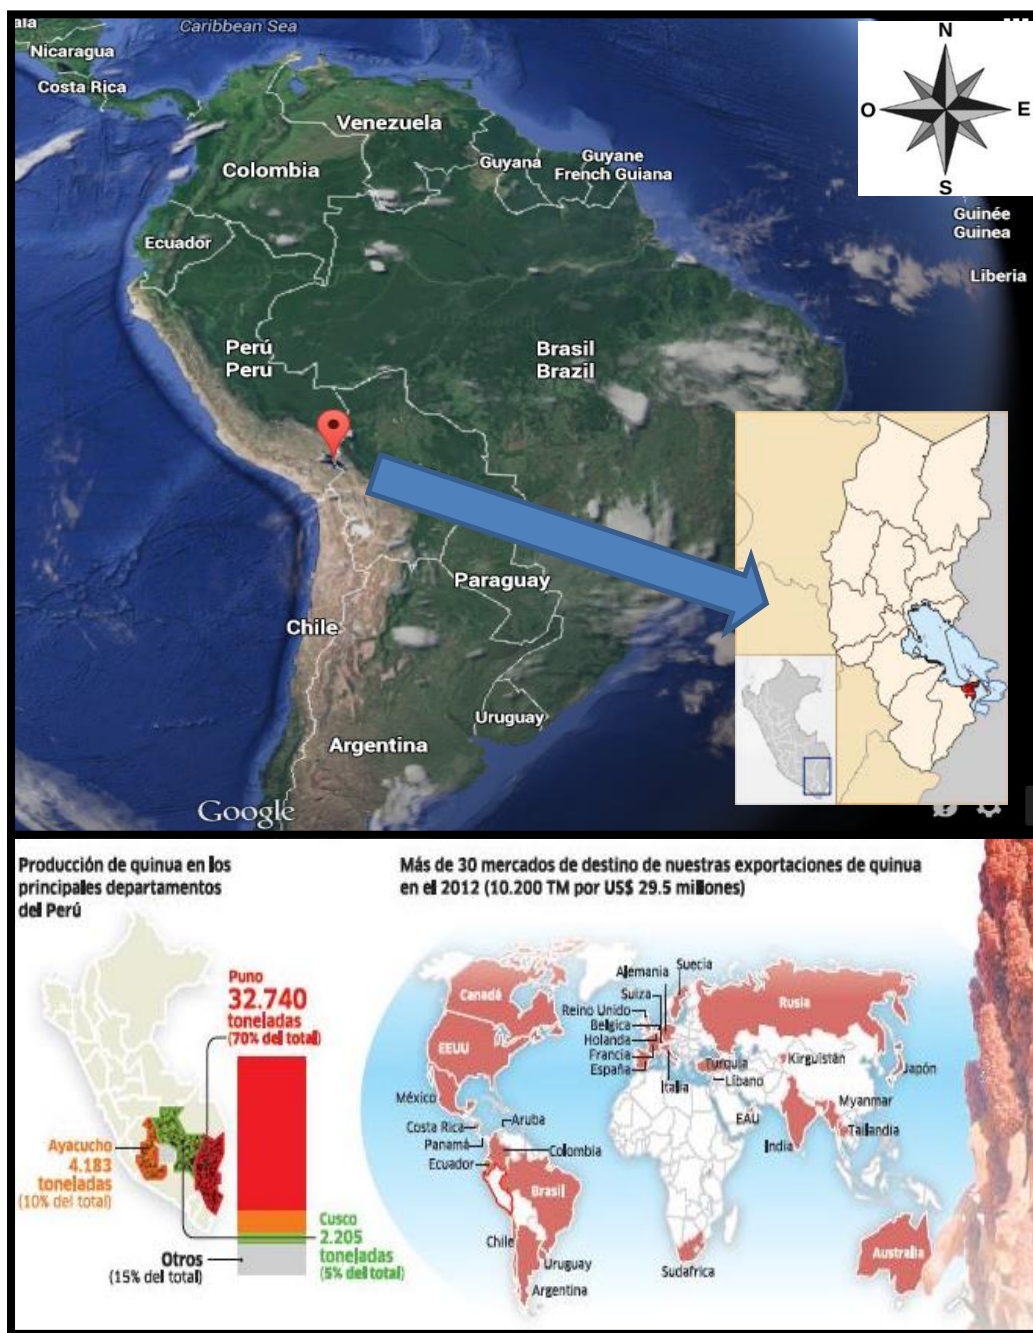 Caribbean Sea
Nicaragua
Costa Rica
Venezuela
Colombia
Guyana
Guyane
French Guiana
Ecuador
Perú
Peru
Brasil
Brazil
Paraguay
Chile
Uruguay
Argentina
Google
N
O
E
S
Guinée
Guinea
Liberia
Producción de quinua en los
principales departamentos
del Perú
Puno
32.740
toneladas
(70% del total)
Ayacucho
4.183
toneladas
(10% del total)
Cusco
2.205
toneladas
(5% del total)
Otros
(15% del total)
Más de 30 mercados de destino de nuestras exportaciones de quinua
en el 2012 (10.200 TM por US$ 29.5 millones)
Canadá
EEUU
México
Costa Rica
Panamá
Ecuador
Aruba
Colombia
Brasil
Chile
Uruguay
Argentina
Alemania
Suecia
Suiza
Reino Unido
Belgica
Holanda
Francia
España
Italia
Turquia
Líbano
Rusia
Kirguistán
Japón
EAU
India
Myanmar
Tailandia
Sudafrica
Australia